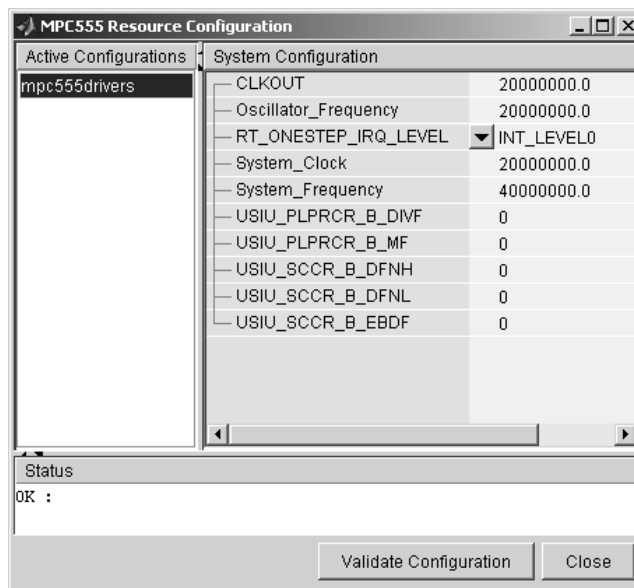 MPC555 Resource Configuration
Active Configurations
System Configuration
mpc555drivers
CLKOUT 20000000.0
Oscillator_Frequency 20000000.0
RT_ONESTEP_IRQ_LEVEL INT_LEVEL0
System_Clock 20000000.0
System_Frequency 40000000.0
USIU_PLPRCR_B_DIVF 0
USIU_PLPRCR_B_MF 0
USIU_SCCR_B_DFNH 0
USIU_SCCR_B_DFNL 0
USIU_SCCR_B_EBDF 0
Status
OK :
Validate Configuration Close